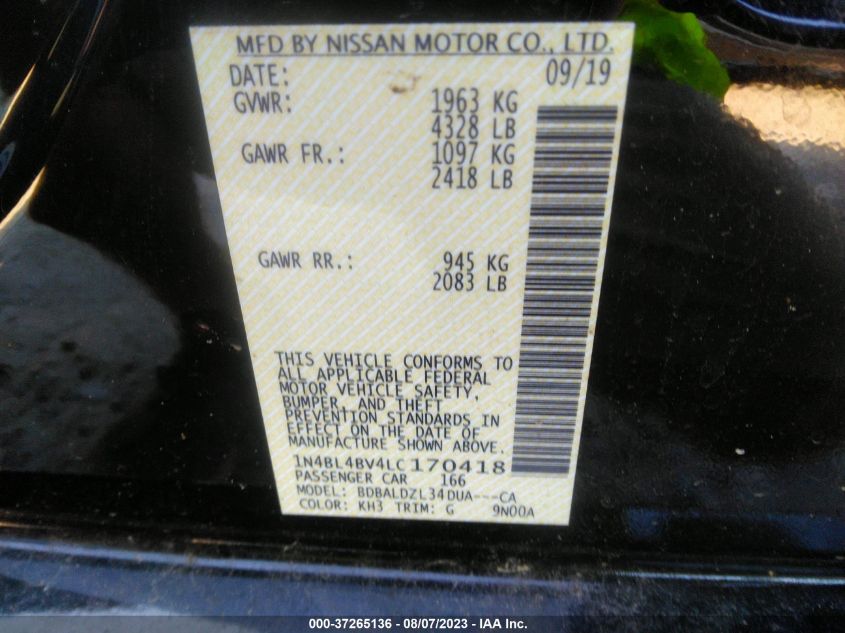 MFD BY NISSAN MOTOR CO., LTD.
DATE: 09/19
GVWR: 1963 KG
4328 LB
GAWR FR.: 1097 KG
2418 LB
GAWR RR.: 945 KG
2083 LB
THIS VEHICLE CONFORMS TO
ALL APPLICABLE FEDERAL
MOTOR VEHICLE SAFETY,
BUMPER, AND THEFT
PREVENTION STANDARDS IN
EFFECT ON THE DATE OF
MANUFACTURE SHOWN ABOVE.
1N4BL4BV4LC170418
PASSENGER CAR 166
MODEL: BDBALDZL34DUA---CA
COLOR: KH3 TRIM: G 9N00A
000-37265136 - 08/07/2023 - IAA Inc.